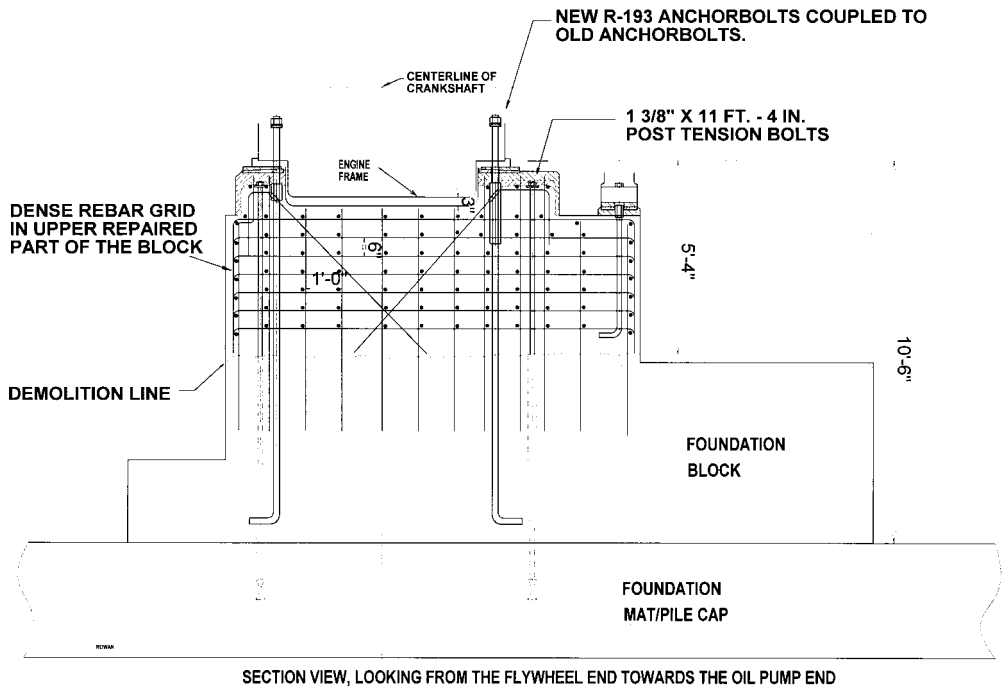 NEW R-193 ANCHORBOLTS COUPLED TO
OLD ANCHORBOLTS.
CENTERLINE OF
CRANKSHAFT
1 3/8" X 11 FT. - 4 IN.
POST TENSION BOLTS
ENGINE
FRAME
3"
DENSE REBAR GRID
IN UPPER REPAIRED
PART OF THE BLOCK
6"
1'-0"
5'-4"
10'-6"
DEMOLITION LINE
FOUNDATION
BLOCK
FOUNDATION
MAT/PILE CAP
ROWAN
SECTION VIEW, LOOKING FROM THE FLYWHEEL END TOWARDS THE OIL PUMP END